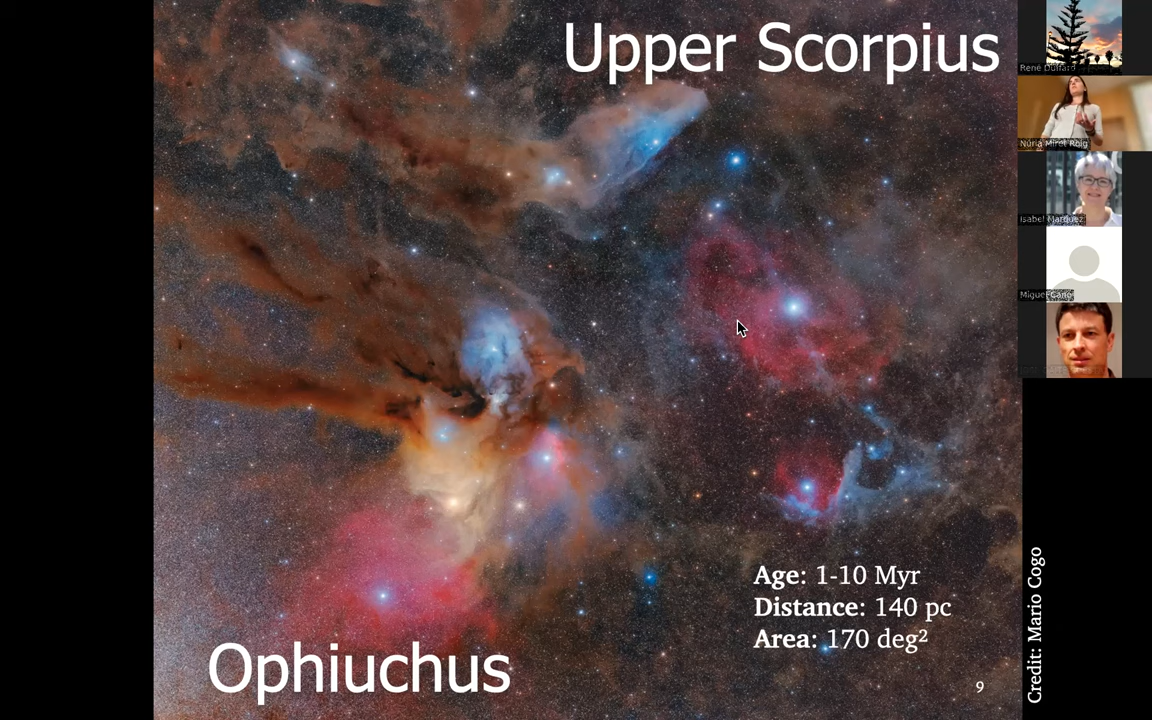 Upper Scorpius
René Duffard
Núria Miret Roig
Isabel Márquez
Miguel Cano
Age: 1-10 Myr
Distance: 140 pc
Area: 170 deg²
Ophiuchus
9
Credit: Mario Cogo